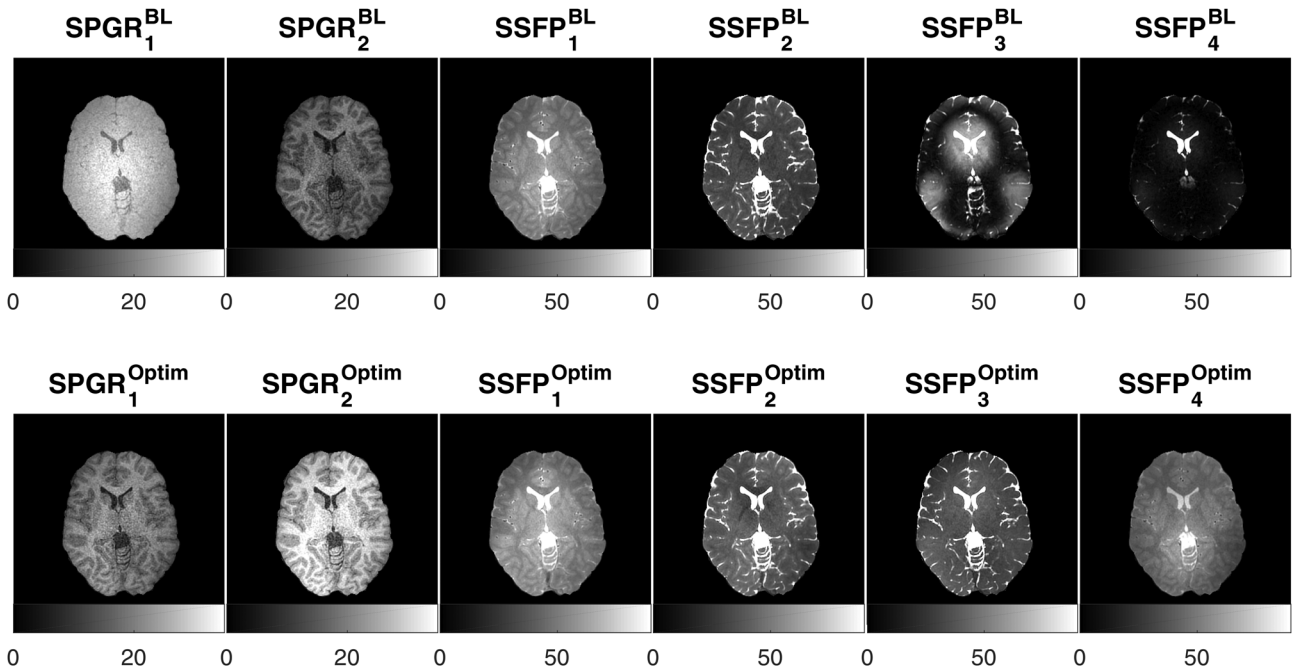 SPGR₁ᴮᴸ SPGR₂ᴮᴸ SSFP₁ᴮᴸ SSFP₂ᴮᴸ SSFP₃ᴮᴸ SSFP₄ᴮᴸ
0 20 0 20 0 50 0 50 0 50 0 50
SPGR₁ᴼᵖᵗⁱᵐ SPGR₂ᴼᵖᵗⁱᵐ SSFP₁ᴼᵖᵗⁱᵐ SSFP₂ᴼᵖᵗⁱᵐ SSFP₃ᴼᵖᵗⁱᵐ SSFP₄ᴼᵖᵗⁱᵐ
0 20 0 20 0 50 0 50 0 50 0 50